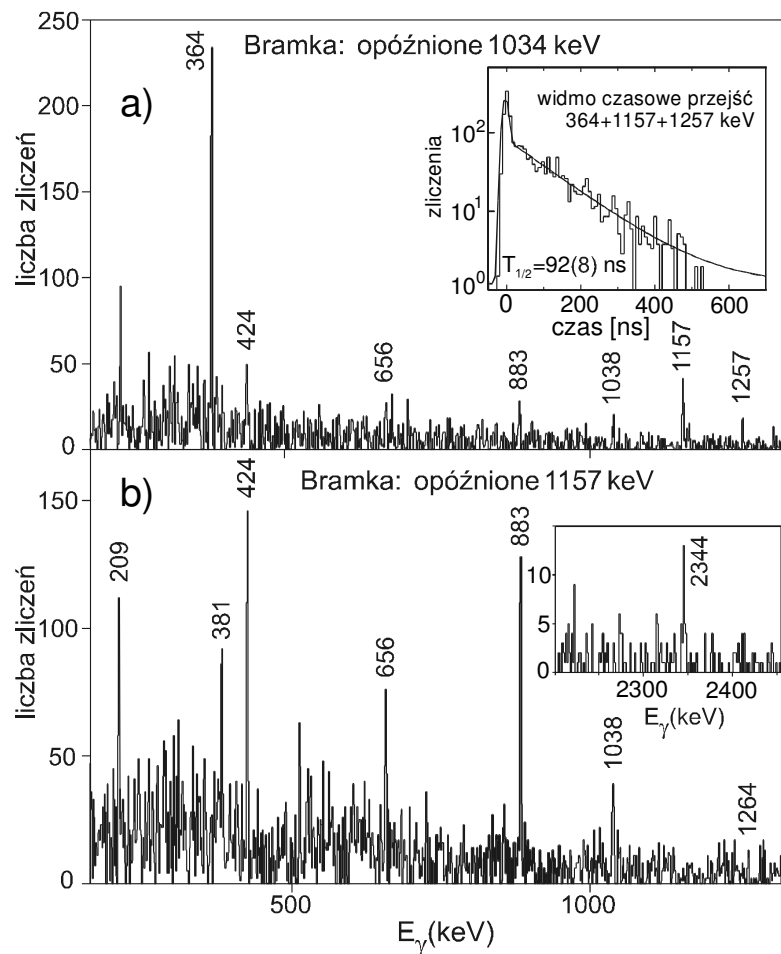 Bramka: opóźnione 1034 keV
a)
250
200
150
100
50
0
liczba zliczeń
364
424
656
883
1038
1157
1257
widmo czasowe przejść
364+1157+1257 keV
zliczenia
10²
10¹
10⁰
T₁/₂=92(8) ns
0 200 400 600
czas [ns]
500 1000
Bramka: opóźnione 1157 keV
b)
150
100
50
0
liczba zliczeń
209
381
424
656
883
1038
1264
10
5
0
2344
2300 2400
Eγ(keV)
500 1000
Eγ(keV)